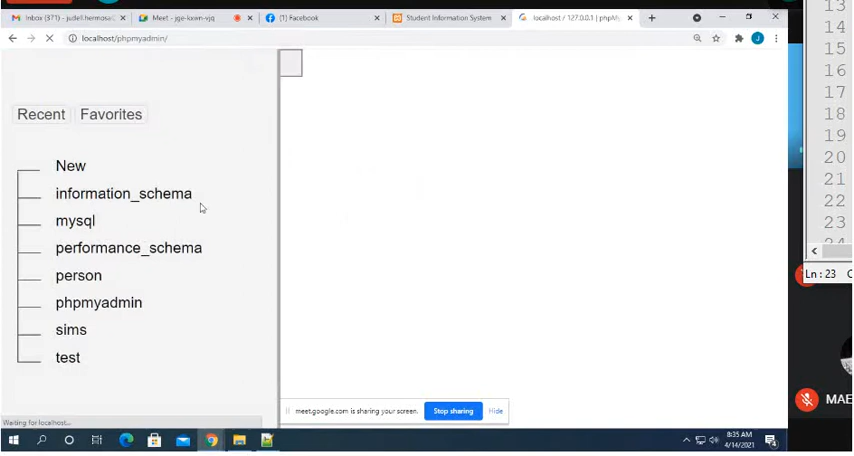 Inbox (371) - judell.hermosa
Meet - jge-kxwn-vjq
(1) Facebook
Student Information System
localhost / 127.0.0.1 | phpMy
localhost/phpmyadmin/
J
Recent Favorites
New
information_schema
mysql
performance_schema
person
phpmyadmin
sims
test
Waiting for localhost...
meet.google.com is sharing your screen. Stop sharing Hide
8:35 AM
4/14/2021
13
14
15
16
17
18
19
20
21
22
23
24
Ln : 23
MAE